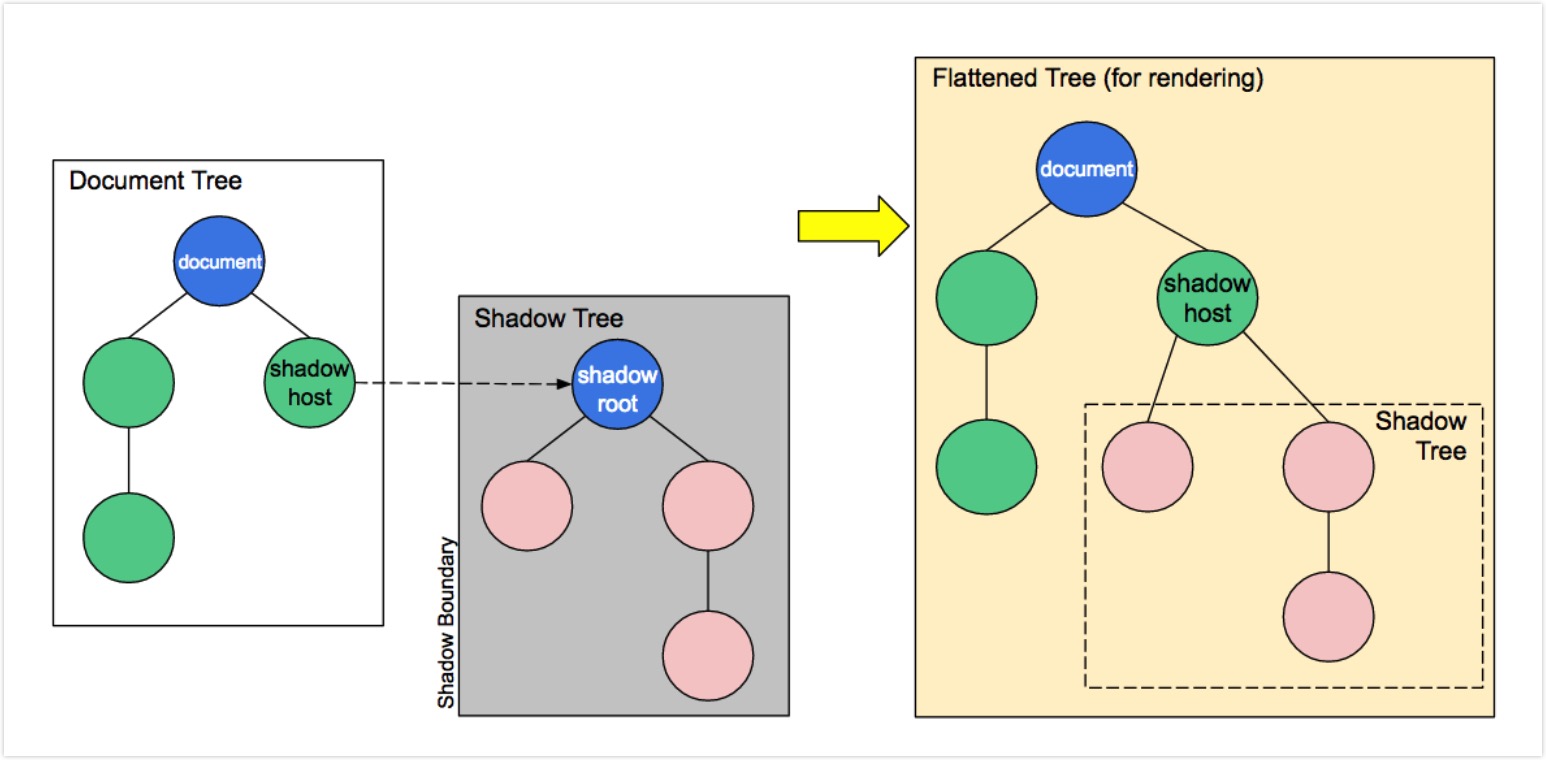 Document Tree
document
shadow
host
Shadow Tree
shadow
root
Shadow Boundary
Flattened Tree (for rendering)
document
shadow
host
Shadow
Tree